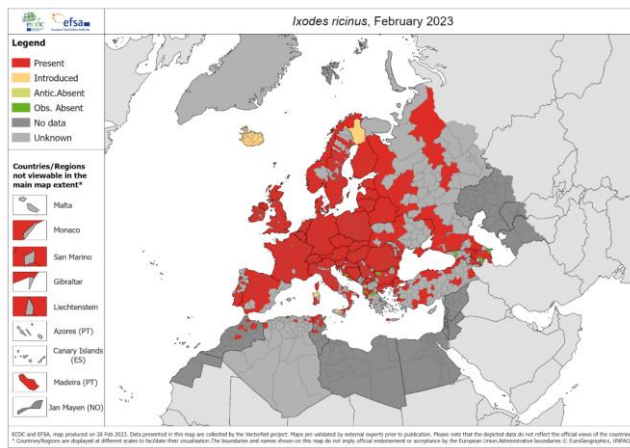 ecdc
efsa
Ixodes ricinus, February 2023
Legend
Present
Introduced
Antic.Absent
Obs. Absent
No data
Unknown
Countries/Regions
not viewable in the
main map extent*
Malta
Monaco
San Marino
Gibraltar
Liechtenstein
Azores (PT)
Canary Islands
(ES)
Madeira (PT)
Jan Mayen (NO)
ECDC and EFSA, map produced on 28 Feb 2023. Data presented in this map are collected by the VectorNet project. Maps are validated by external experts prior to publication. Please note that the depicted data do not reflect the official views of the countries
* Countries/Regions are displayed at different scales to facilitate their visualisation. The boundaries and names shown on this map do not imply official endorsement or acceptance by the European Union. Administrative boundaries © EuroGeographics, UNFAO